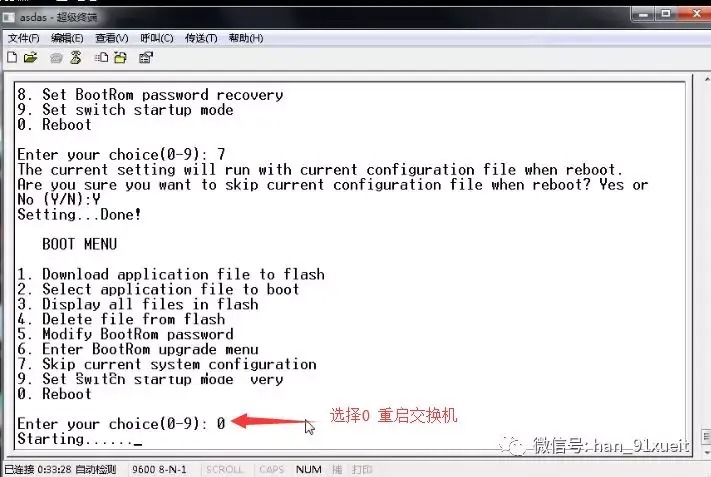 asdas - 超级终端
文件(F) 编辑(E) 查看(V) 呼叫(C) 传送(T) 帮助(H)
8. Set BootRom password recovery
9. Set switch startup mode
0. Reboot
Enter your choice(0-9): 7
The current setting will run with current configuration file when reboot.
Are you sure you want to skip current configuration file when reboot? Yes or
No (Y/N):Y
Setting...Done!
BOOT MENU
1. Download application file to flash
2. Select application file to boot
3. Display all files in flash
4. Delete file from flash
5. Modify BootRom password
6. Enter BootRom upgrade menu
7. Skip current system configuration
9. Set Switch startup mode very
0. Reboot
Enter your choice(0-9): 0
选择0 重启交换机
Starting......_
微信号: han_91xueit
已连接 0:33:28 自动检测 9600 8-N-1 SCROLL CAPS NUM 捕 打印